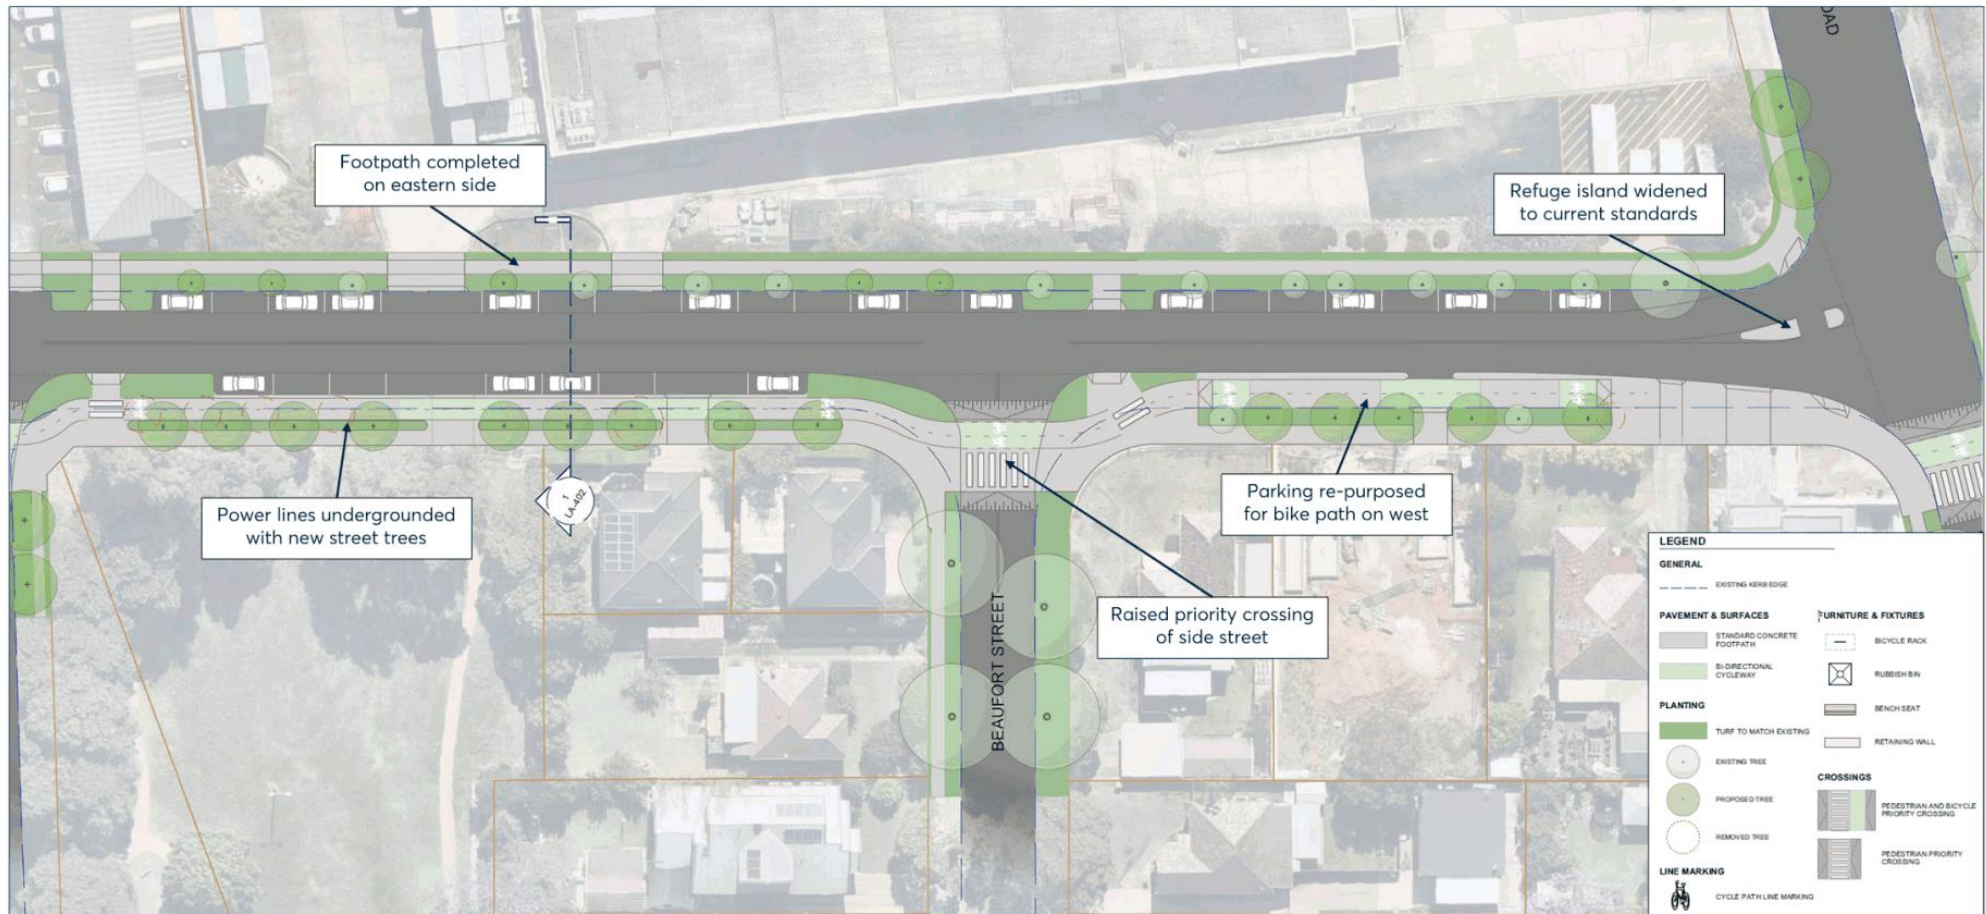 OAD
Footpath completed
on eastern side
Refuge island widened
to current standards
Power lines undergrounded
with new street trees
1
LA-402
Parking re-purposed
for bike path on west
Raised priority crossing
of side street
BEAUFORT STREET
LEGEND
GENERAL
EXISTING KERB EDGE
PAVEMENT & SURFACES
STANDARD CONCRETE
FOOTPATH
BI-DIRECTIONAL
CYCLEWAY
PLANTING
TURF TO MATCH EXISTING
EXISTING TREE
PROPOSED TREE
REMOVED TREE
LINE MARKING
CYCLE PATH LINE MARKING
FURNITURE & FIXTURES
BICYCLE RACK
RUBBISH BIN
BENCH SEAT
RETAINING WALL
CROSSINGS
PEDESTRIAN AND BICYCLE
PRIORITY CROSSING
PEDESTRIAN PRIORITY
CROSSING